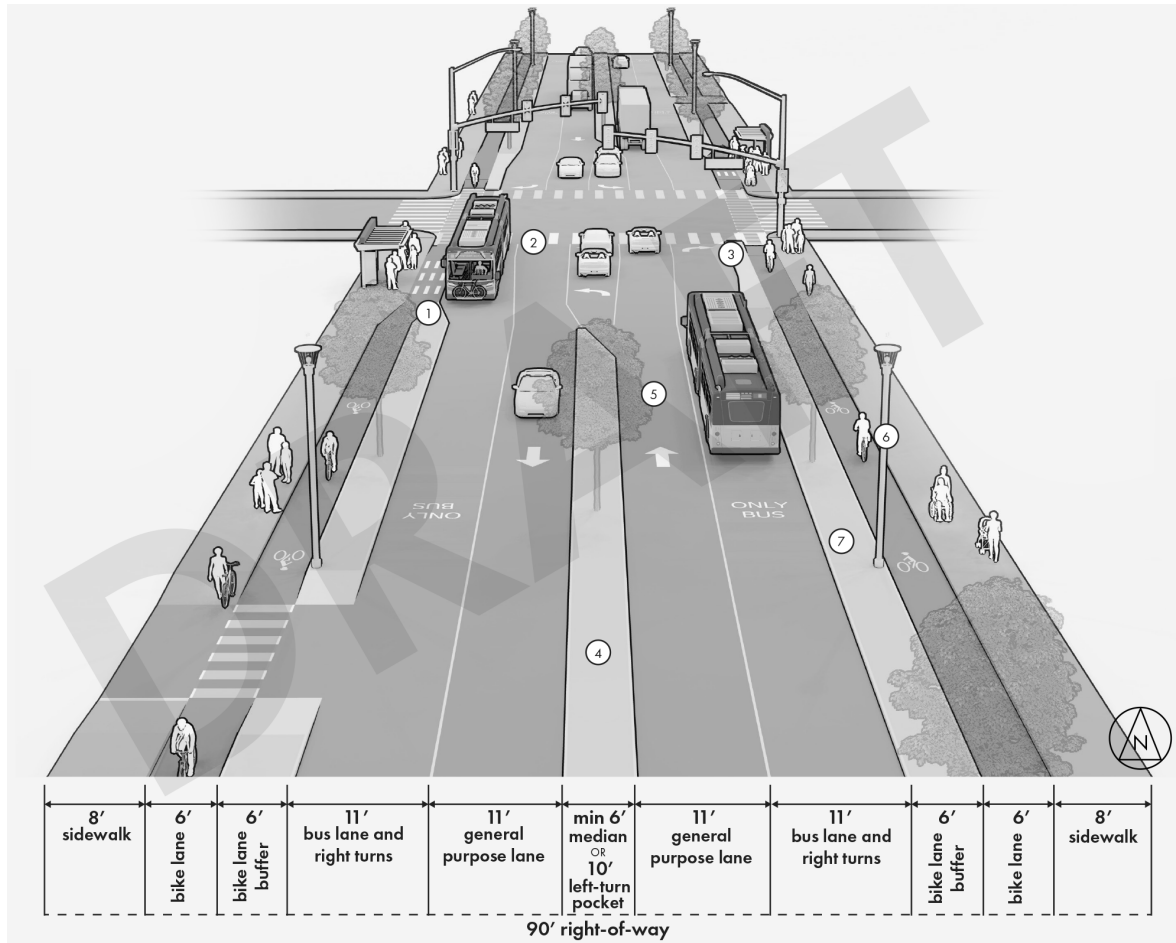 DRAFT
2
3
1
5
6
ONLY
BUS
ONLY
BUS
7
4
N
8’
sidewalk
6’
bike lane
6’
bike lane
buffer
11’
bus lane and
right turns
11’
general
purpose lane
min 6’
median
OR
10’
left-turn
pocket
11’
general
purpose lane
11’
bus lane and
right turns
6’
bike lane
buffer
6’
bike lane
8’
sidewalk
90’ right-of-way